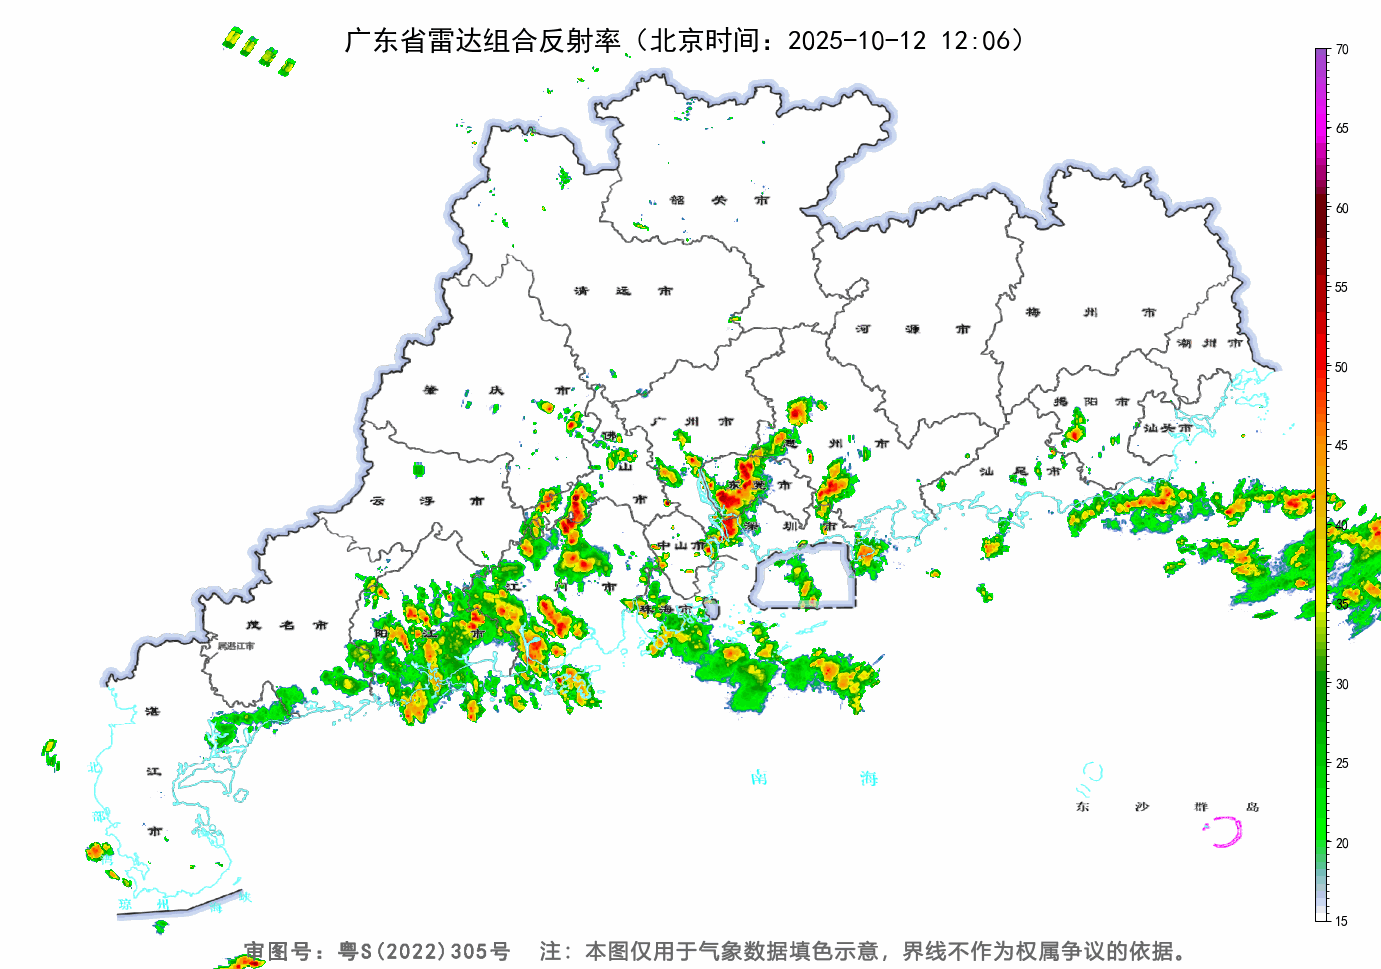 广东省雷达组合反射率（北京时间：2025-10-12 12:06）
70
65
60
55
50
45
40
35
30
25
20
15
韶 关 市
清 远 市
河 源 市
梅 州 市
潮 州 市
肇 庆 市
广 州 市
揭 阳 市
汕头市
佛 山 市
惠 州 市
汕 尾 市
云 浮 市
东 莞 市
深 圳 市
中山市
江 门 市
珠海市
茂 名 市
阳 江 市
属湛江市
湛 江 市
北 部 湾
南 海
东 沙 群 岛
琼 州 海 峡
审图号：粤S(2022)305号 注：本图仅用于气象数据填色示意，界线不作为权属争议的依据。